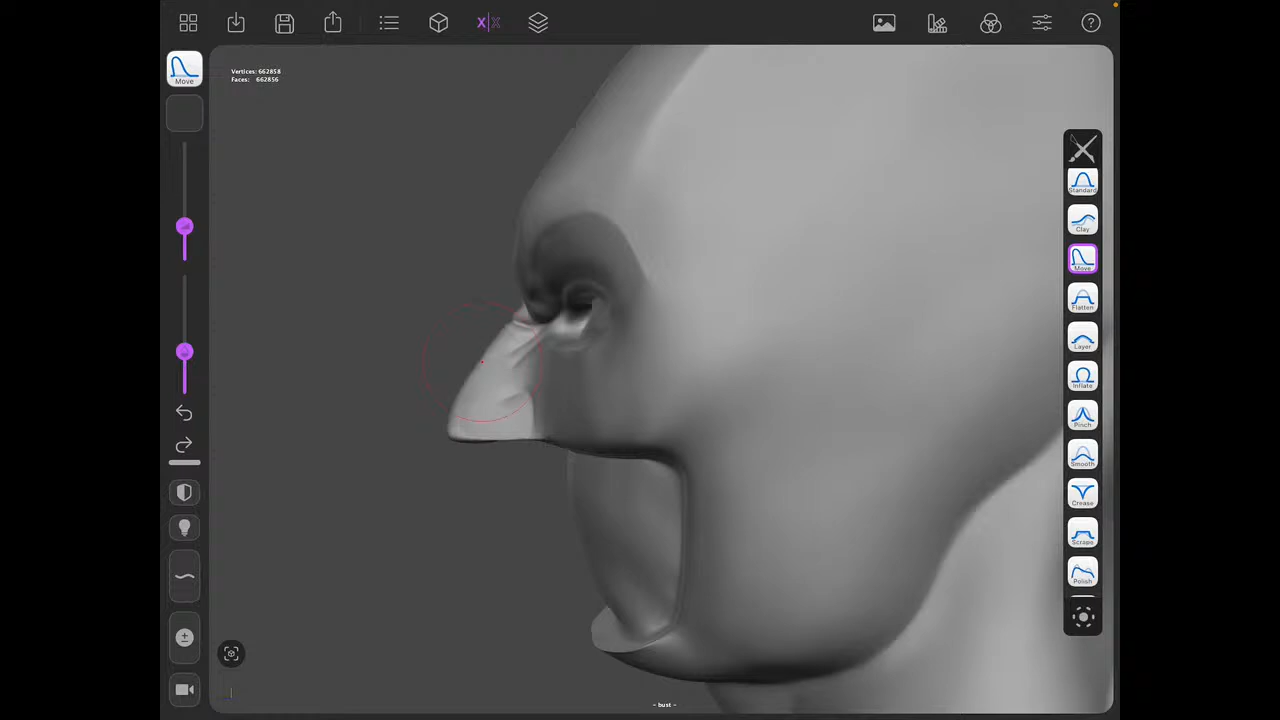 X X
?
Move
Vertices: 662858
Faces: 662856
Standard
Clay
Move
Flatten
Layer
Inflate
Pinch
Smooth
Crease
Scrape
Polish
~ bust ~